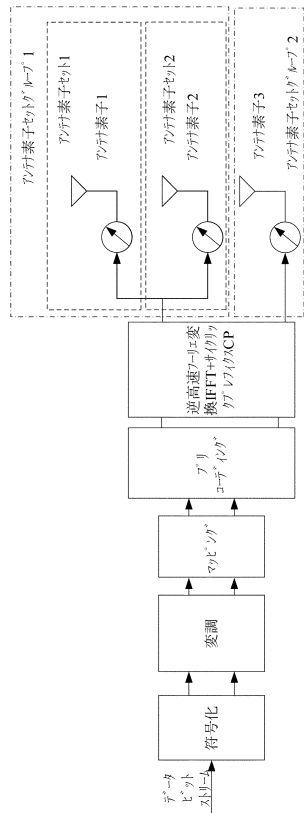 データ
ビット
ストリーム
符号化
変調
マッピング
プリ
コーディング
逆高速フーリエ変
換IFFT+サイクリッ
クプレフィクスCP
アンテナ素子セットグループ1
アンテナ素子セット1
アンテナ素子1
アンテナ素子セット2
アンテナ素子2
アンテナ素子3
アンテナ素子セットグループ2